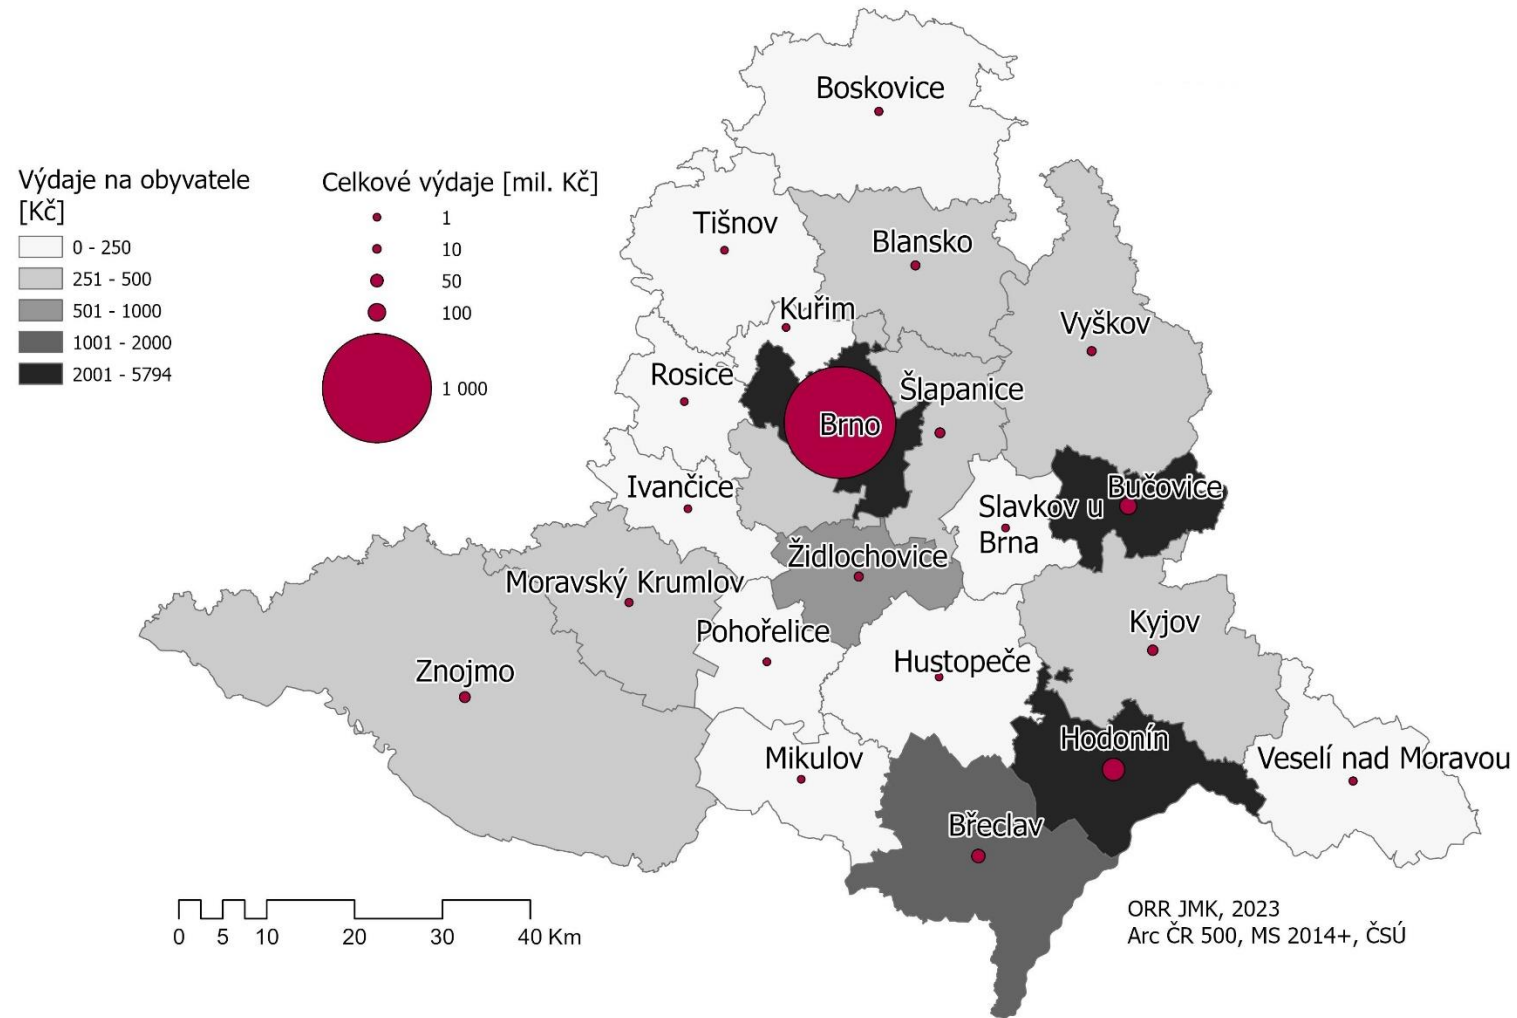 Výdaje na obyvatele
[Kč]
0 - 250
251 - 500
501 - 1000
1001 - 2000
2001 - 5794
Celkové výdaje [mil. Kč]
1
10
50
100
1 000
Boskovice
Tišnov
Blansko
Kuřim
Vyškov
Rosice
Šlapanice
Brno
Ivančice
Bučovice
Slavkov u
Brna
Židlochovice
Moravský Krumlov
Pohořelice
Kyjov
Hustopeče
Znojmo
Hodonín
Mikulov
Veselí nad Moravou
Břeclav
0 5 10 20 30 40 Km
ORR JMK, 2023
Arc ČR 500, MS 2014+, ČSÚ